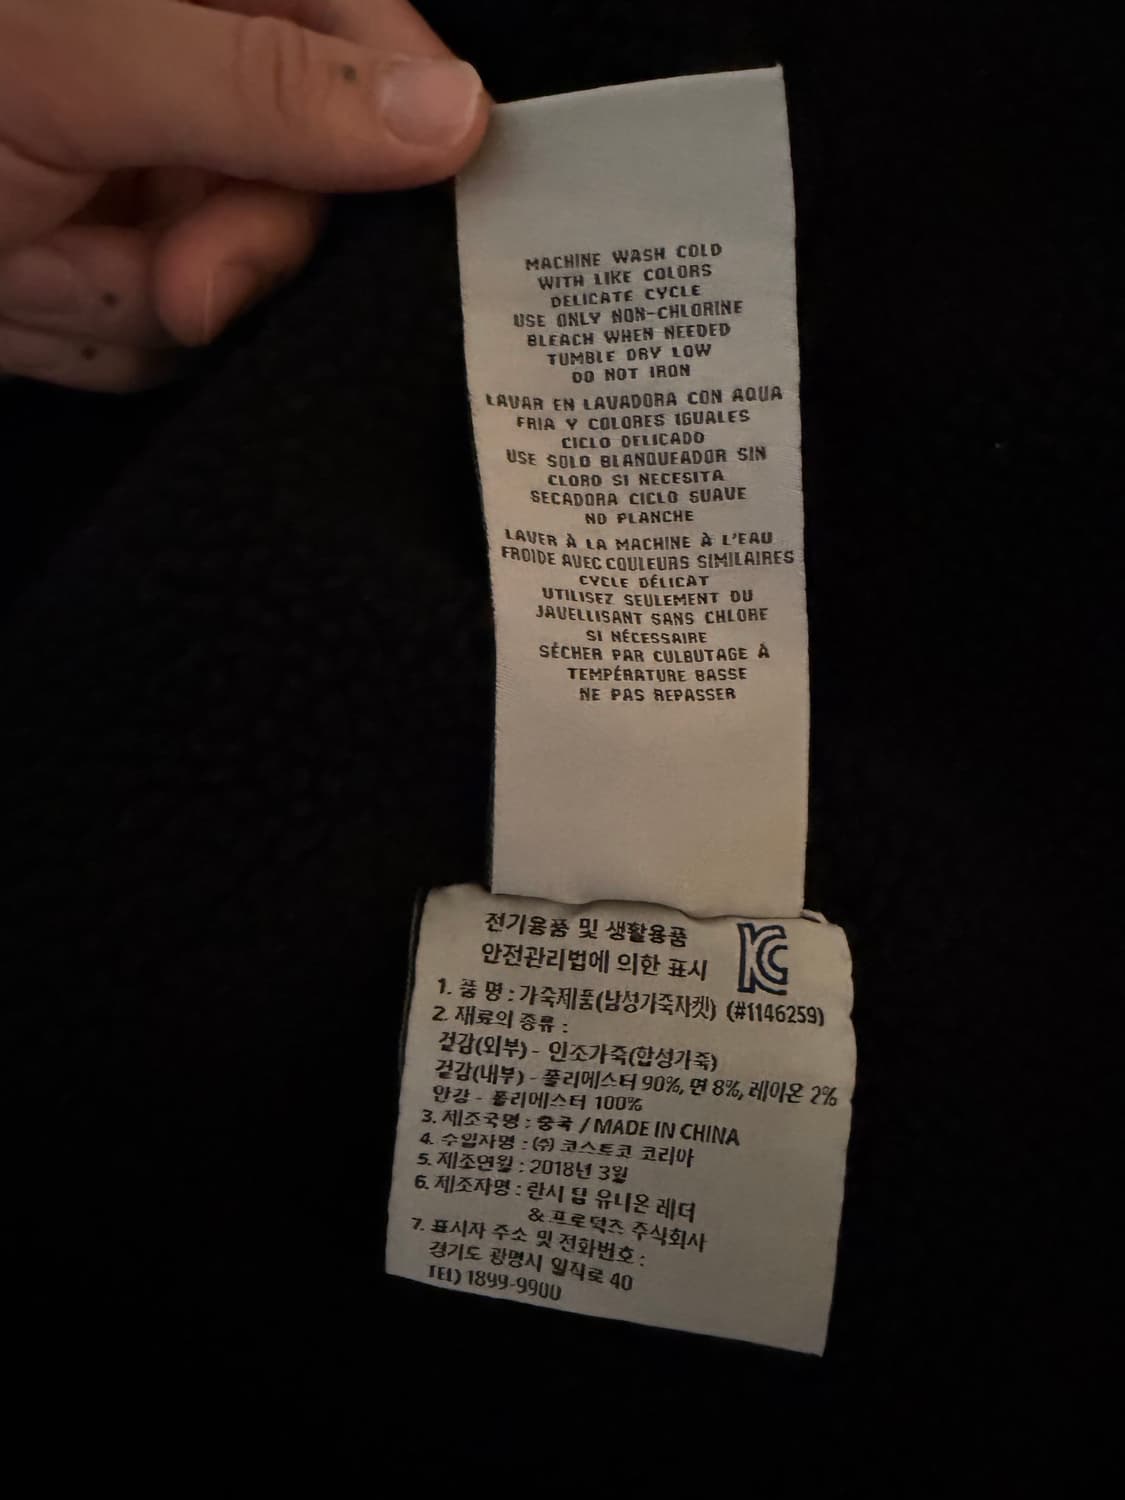 MACHINE WASH COLD
WITH LIKE COLORS
DELICATE CYCLE
USE ONLY NON-CHLORINE
BLEACH WHEN NEEDED
TUMBLE DRY LOW
DO NOT IRON
LAVAR EN LAVADORA CON AQUA
FRIA Y COLORES IGUALES
CICLO DELICADO
USE SOLO BLANQUEADOR SIN
CLORO SI NECESITA
SECADORA CICLO SUAVE
NO PLANCHE
LAVER À LA MACHINE À L'EAU
FROIDE AVEC COULEURS SIMILAIRES
CYCLE DÉLICAT
UTILISEZ SEULEMENT DU
JAVELLISANT SANS CHLORE
SI NÉCESSAIRE
SÉCHER PAR CULBUTAGE À
TEMPÉRATURE BASSE
NE PAS REPASSER
전기용품 및 생활용품
안전관리법에 의한 표시
KC
1. 품 명 : 가죽제품(남성가죽자켓) (#1146259)
2. 재료의 종류 :
겉감(외부) - 인조가죽(합성가죽)
겉감(내부) - 폴리에스터 90%, 면 8%, 레이온 2%
안감 - 폴리에스터 100%
3. 제조국명 : 중국 / MADE IN CHINA
4. 수입자명 : (주) 코스트코 코리아
5. 제조연월 : 2018년 3월
6. 제조자명 : 란시 딤 유니온 레더
& 프로덕츠 주식회사
7. 표시자 주소 및 전화번호 :
경기도 광명시 일직로 40
TEL) 1899-9900